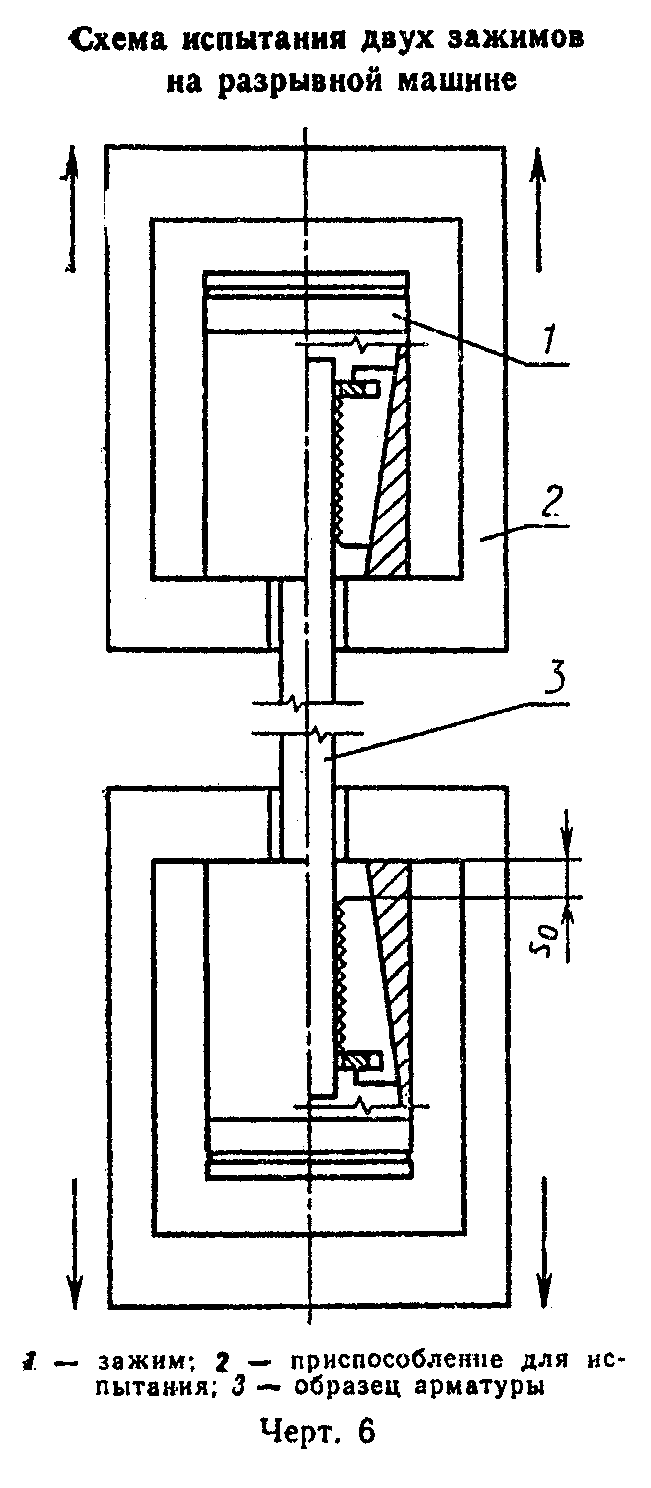 Схема испытания двух зажимов
на разрывной машине
1
2
3
S₀
1 — зажим; 2 — приспособление для ис-
пытания; 3 — образец арматуры
Черт. 6